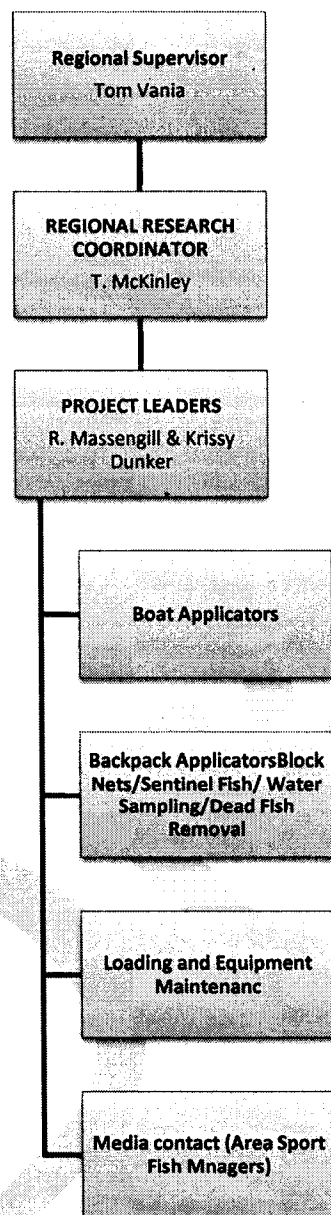 Regional Supervisor
Tom Vania
REGIONAL RESEARCH
COORDINATOR
T. McKinley
PROJECT LEADERS
R. Massengill & Krissy
Dunker
Boat Applicators
Backpack ApplicatorsBlock
Nets/Sentinel Fish/ Water
Sampling/Dead Fish
Removal
Loading and Equipment
Maintenanc
Media contact (Area Sport
Fish Mnagers)